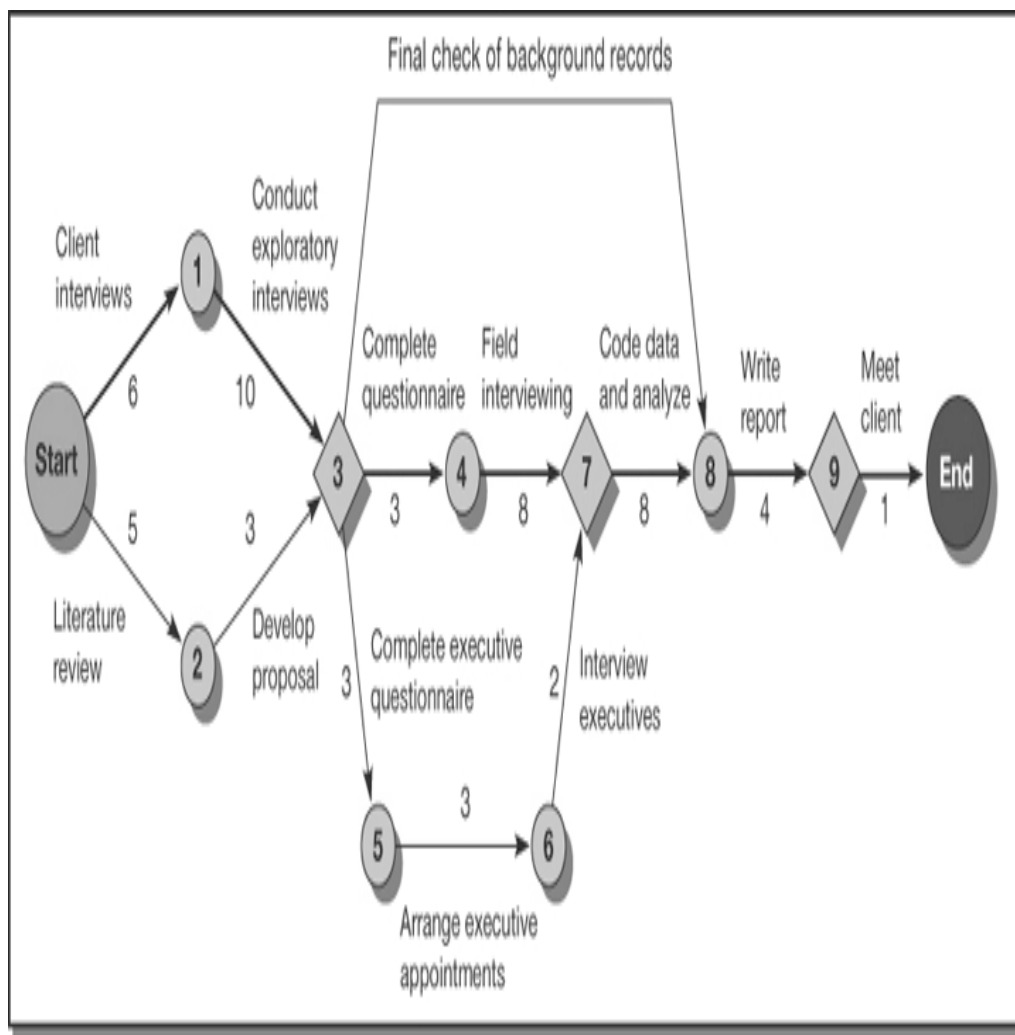 Final check of background records
Conduct
exploratory
interviews
Client
interviews
1
6
10
Complete
questionnaire
Field
interviewing
Code data
and analyze
Write
report
Meet
client
Start
3
4
7
8
9
End
3
8
8
4
1
5
3
Literature
review
2
Develop
proposal
3
Complete executive
questionnaire
2
Interview
executives
3
5
6
Arrange executive
appointments